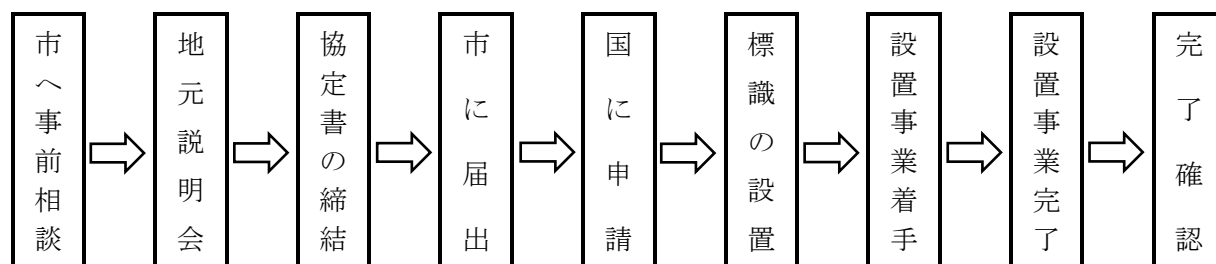 市へ事前相談
地元説明会
協定書の締結
市に届出
国に申請
標識の設置
設置事業着手
設置事業完了
完了確認